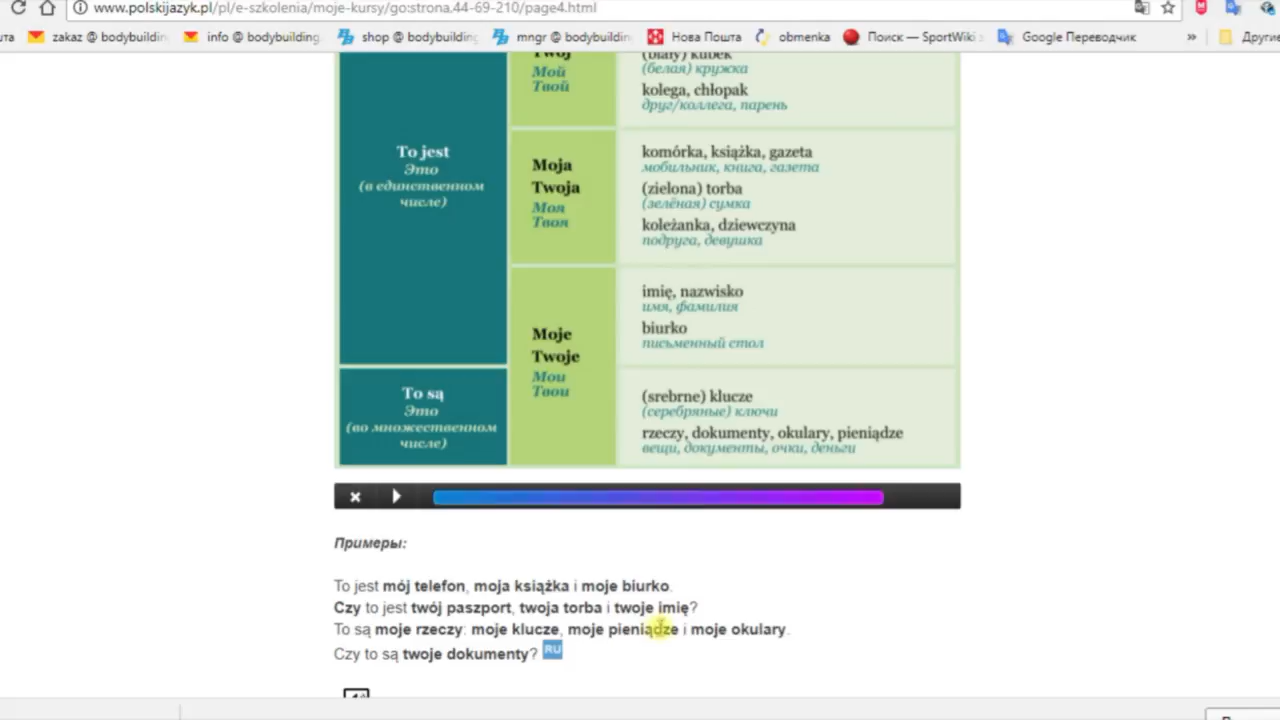 www.polskijazyk.pl/pl/e-szkolenia/moje-kursy/go:strona,44-69-210/page4.html
zakaz @ bodybuilding
info @ bodybuilding.
shop @ bodybuilding
mngr @ bodybuildin
Нова Пошта
obmenka
Поиск — SportWiki
Google Переводчик
»
Другие
Twój
Мой
Твой
(biały) kubek
(белая) кружка
kolega, chłopak
друг/коллега, парень
To jest
Это
(в единственном
числе)
Moja
Twoja
Моя
Твоя
komórka, książka, gazeta
мобильник, книга, газета
(zielona) torba
(зелёная) сумка
koleżanka, dziewczyna
подруга, девушка
Moje
Twoje
Мои
Твои
imię, nazwisko
имя, фамилия
biurko
письменный стол
To są
Это
(во множественном
числе)
(srebrne) klucze
(серебряные) ключи
rzeczy, dokumenty, okulary, pieniądze
вещи, документы, очки, деньги
Примеры:
To jest mój telefon, moja książka i moje biurko.
Czy to jest twój paszport, twoja torba i twoje imię?
To są moje rzeczy: moje klucze, moje pieniądze i moje okulary.
Czy to są twoje dokumenty? RU